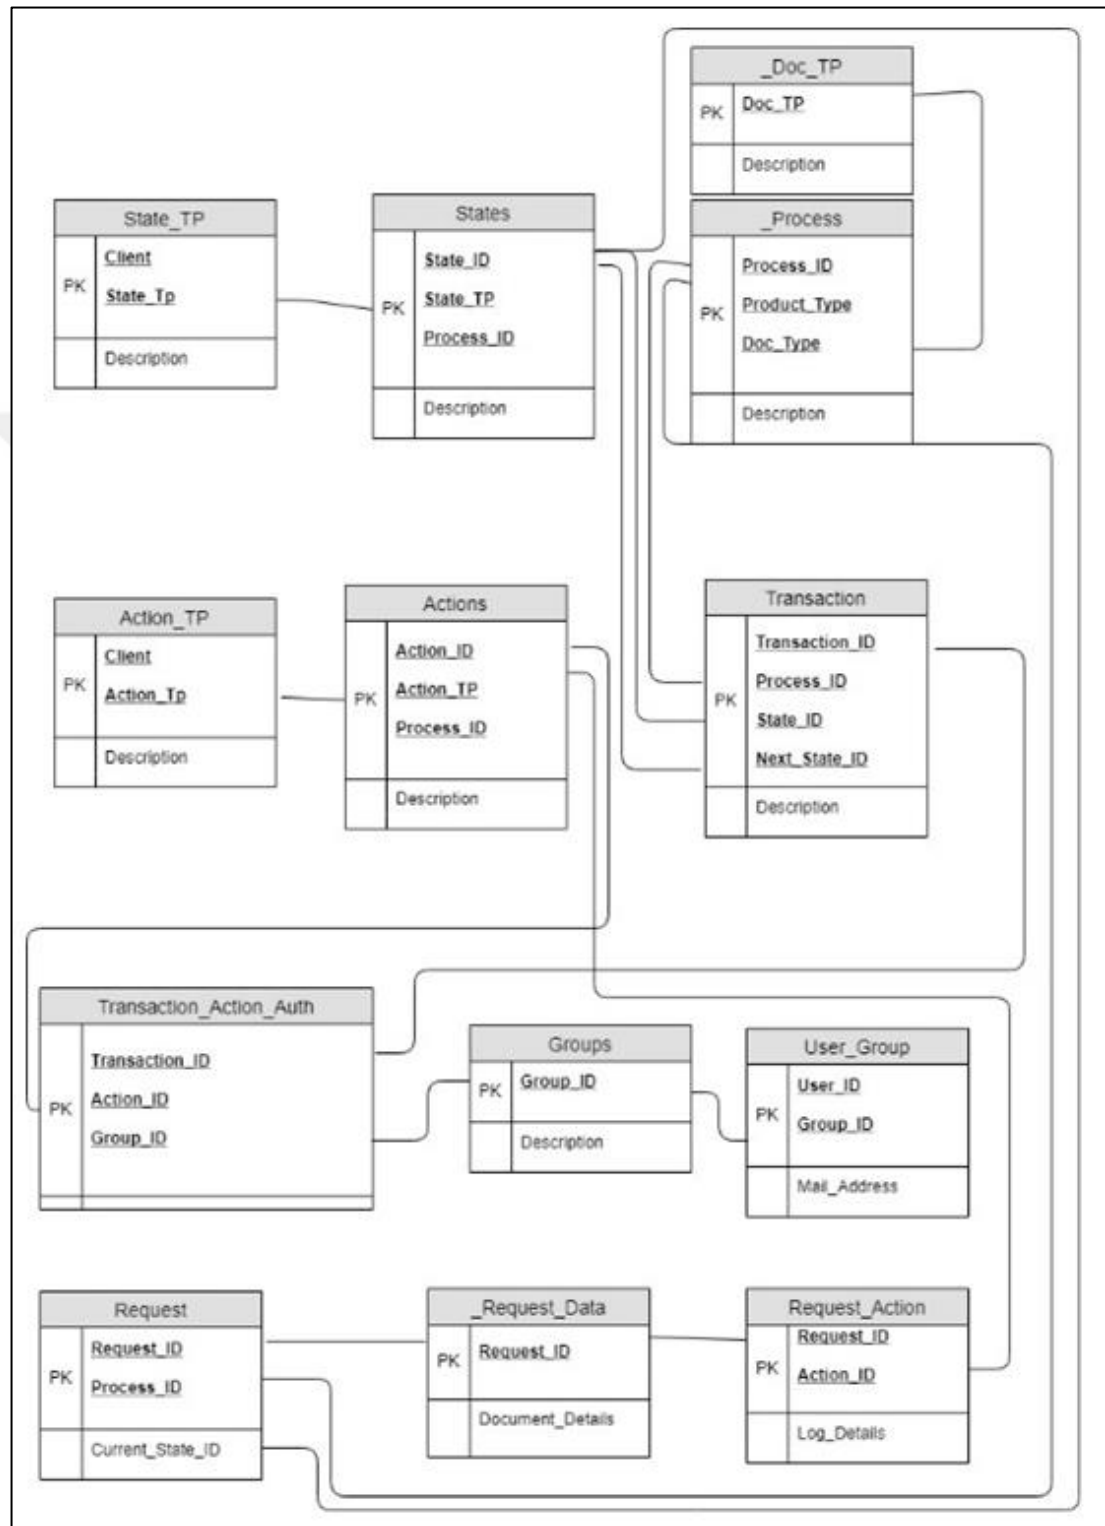 _Doc_TP
PK
Doc_TP
Description
State_TP
PK
Client
State_Tp
Description
States
PK
State_ID
State_TP
Process_ID
Description
_Process
PK
Process_ID
Product_Type
Doc_Type
Description
Action_TP
PK
Client
Action_Tp
Description
Actions
PK
Action_ID
Action_TP
Process_ID
Description
Transaction
PK
Transaction_ID
Process_ID
State_ID
Next_State_ID
Description
Transaction_Action_Auth
PK
Transaction_ID
Action_ID
Group_ID
Groups
PK
Group_ID
Description
User_Group
PK
User_ID
Group_ID
Mail_Address
Request
PK
Request_ID
Process_ID
Current_State_ID
_Request_Data
PK
Request_ID
Document_Details
Request_Action
PK
Request_ID
Action_ID
Log_Details